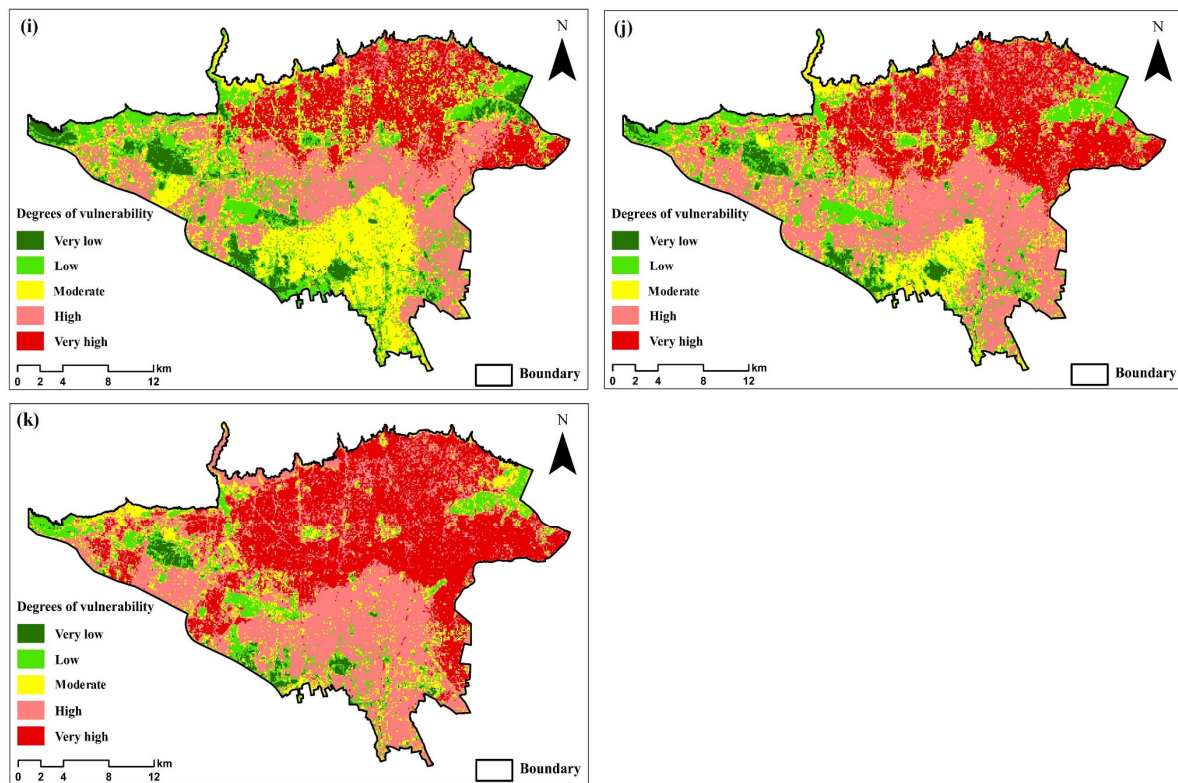 (i)
N
Degrees of vulnerability
Very low
Low
Moderate
High
Very high
km
0 2 4 8 12
Boundary
(j)
N
Degrees of vulnerability
Very low
Low
Moderate
High
Very high
km
0 2 4 8 12
Boundary
(k)
N
Degrees of vulnerability
Very low
Low
Moderate
High
Very high
km
0 2 4 8 12
Boundary